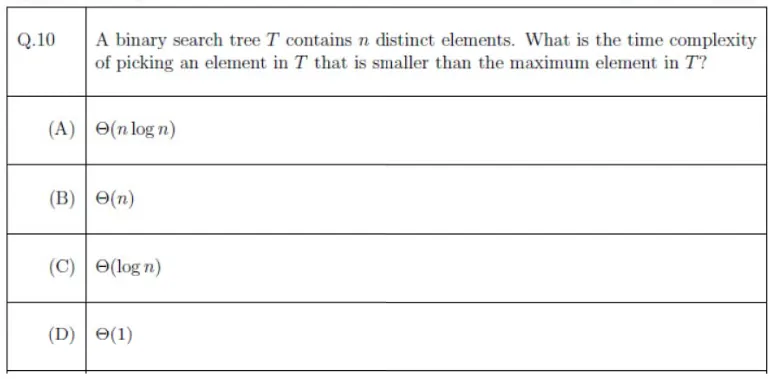 Q.10 A binary search tree T contains n distinct elements. What is the time complexity
of picking an element in T that is smaller than the maximum element in T?
(A) Θ(n log n)
(B) Θ(n)
(C) Θ(log n)
(D) Θ(1)